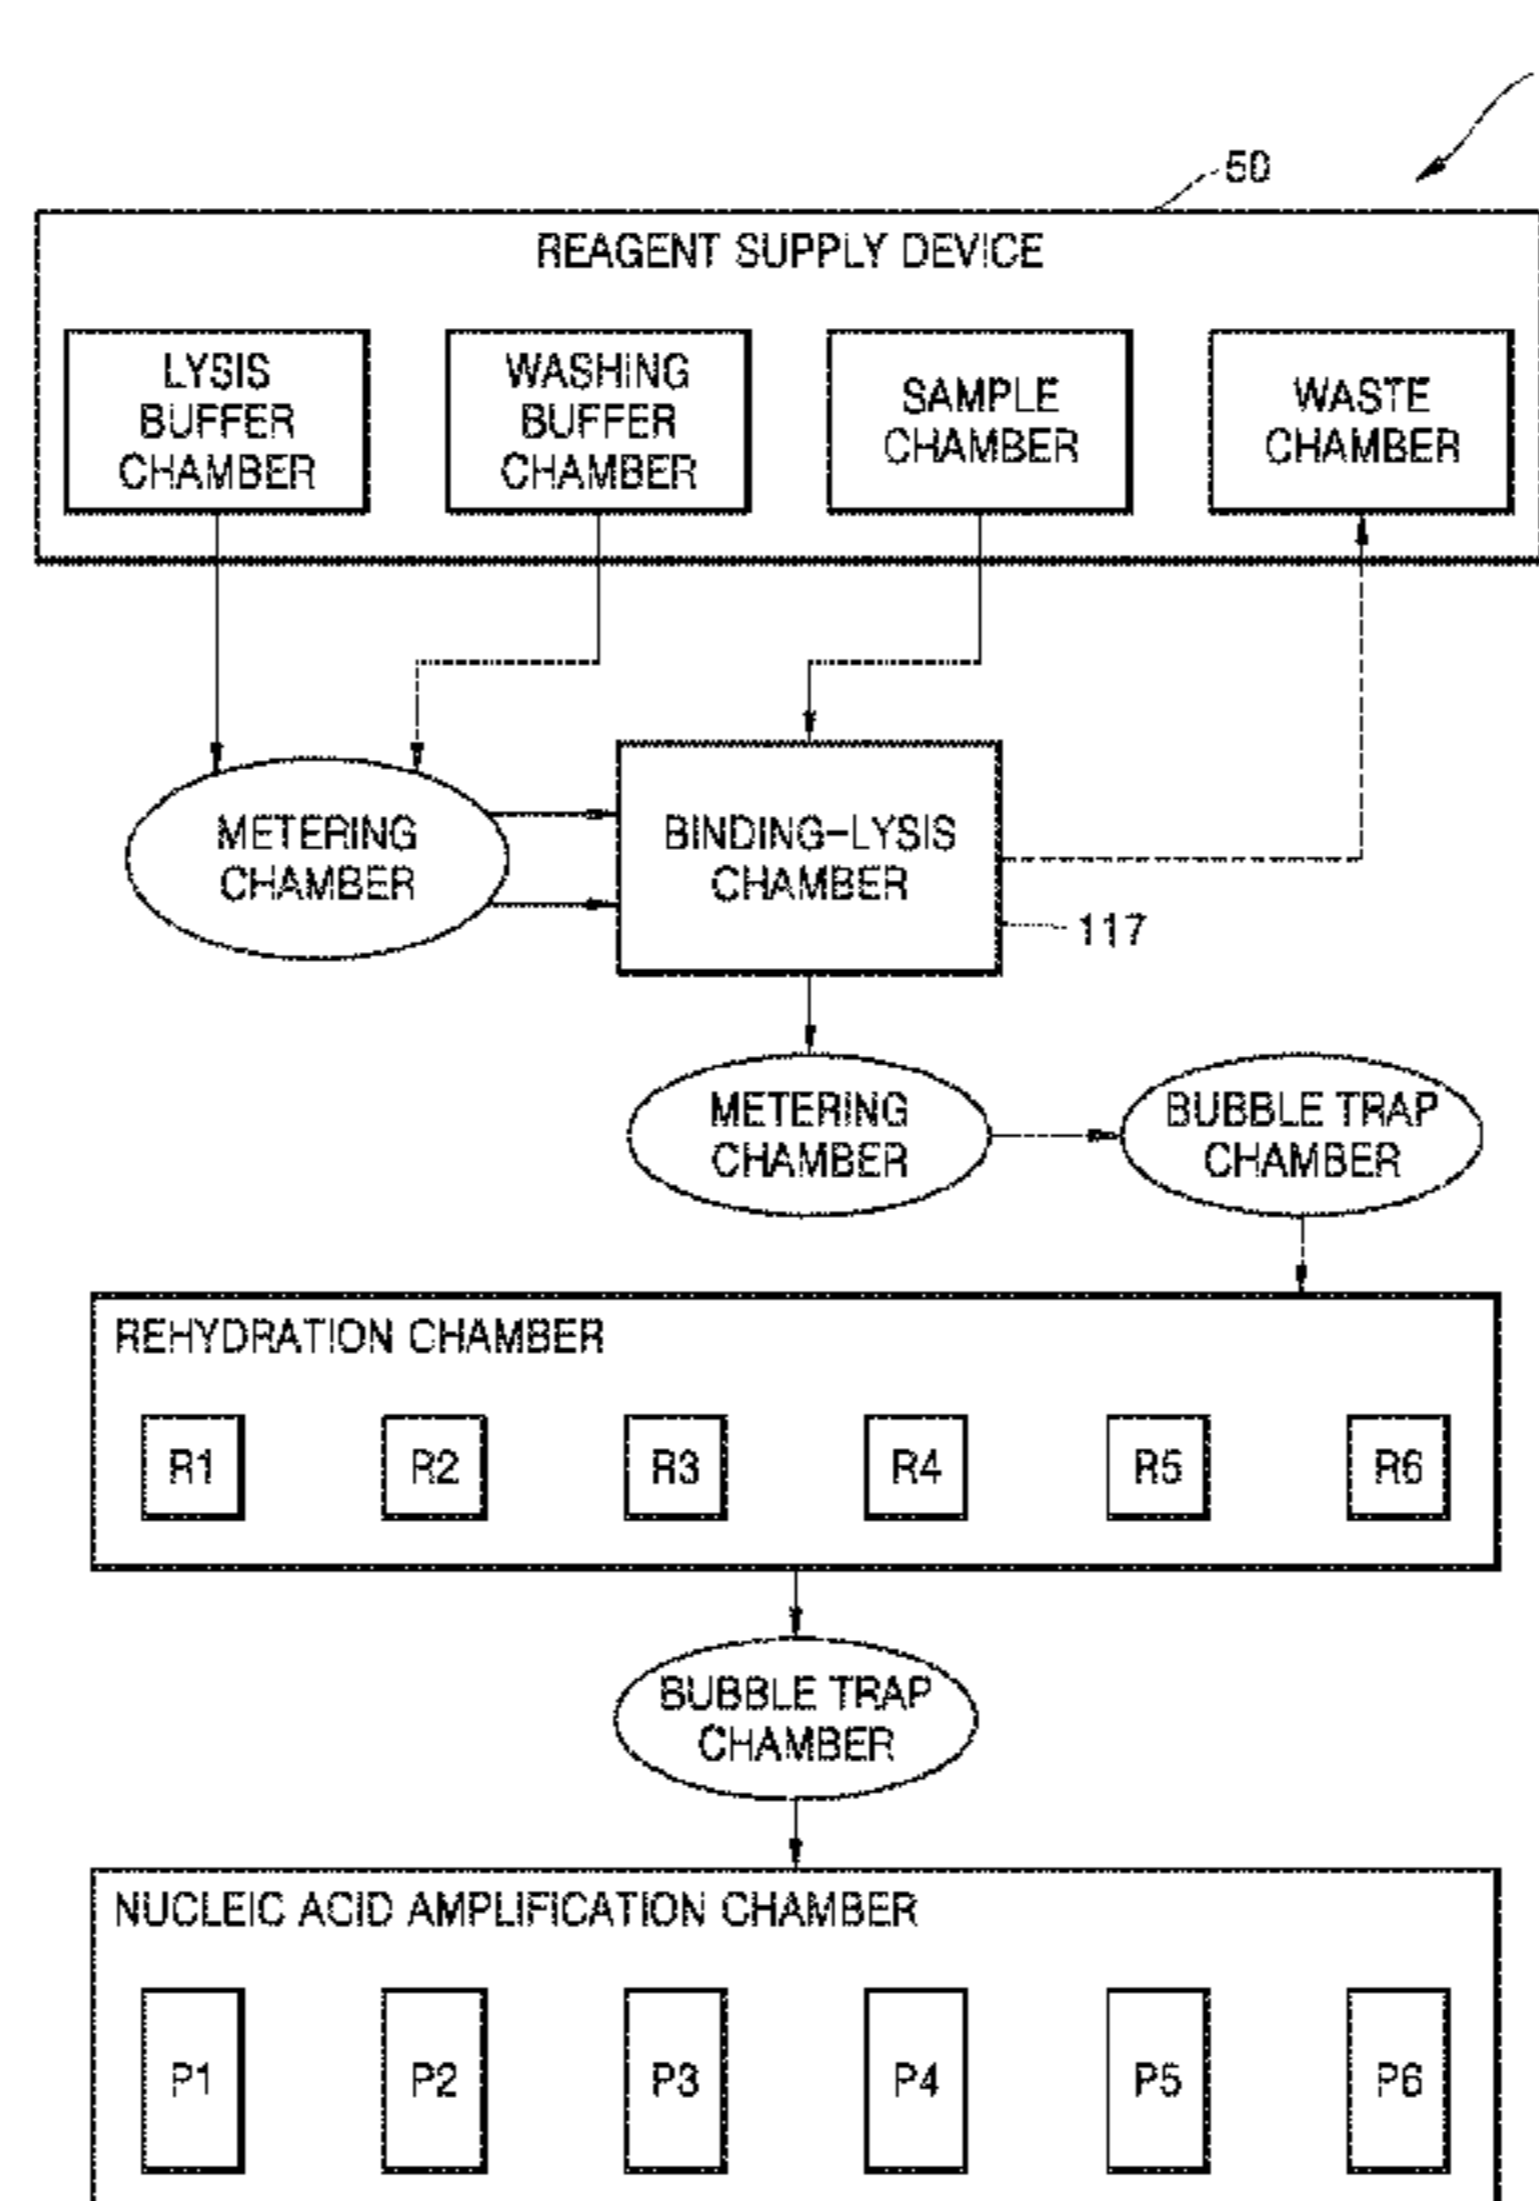 50
REAGENT SUPPLY DEVICE
LYSIS
BUFFER
CHAMBER
WASHING
BUFFER
CHAMBER
SAMPLE
CHAMBER
WASTE
CHAMBER
METERING
CHAMBER
BINDING-LYSIS
CHAMBER
117
METERING
CHAMBER
BUBBLE TRAP
CHAMBER
REHYDRATION CHAMBER
R1 R2 R3 R4 R5 R6
BUBBLE TRAP
CHAMBER
NUCLEIC ACID AMPLIFICATION CHAMBER
P1 P2 P3 P4 P5 P6